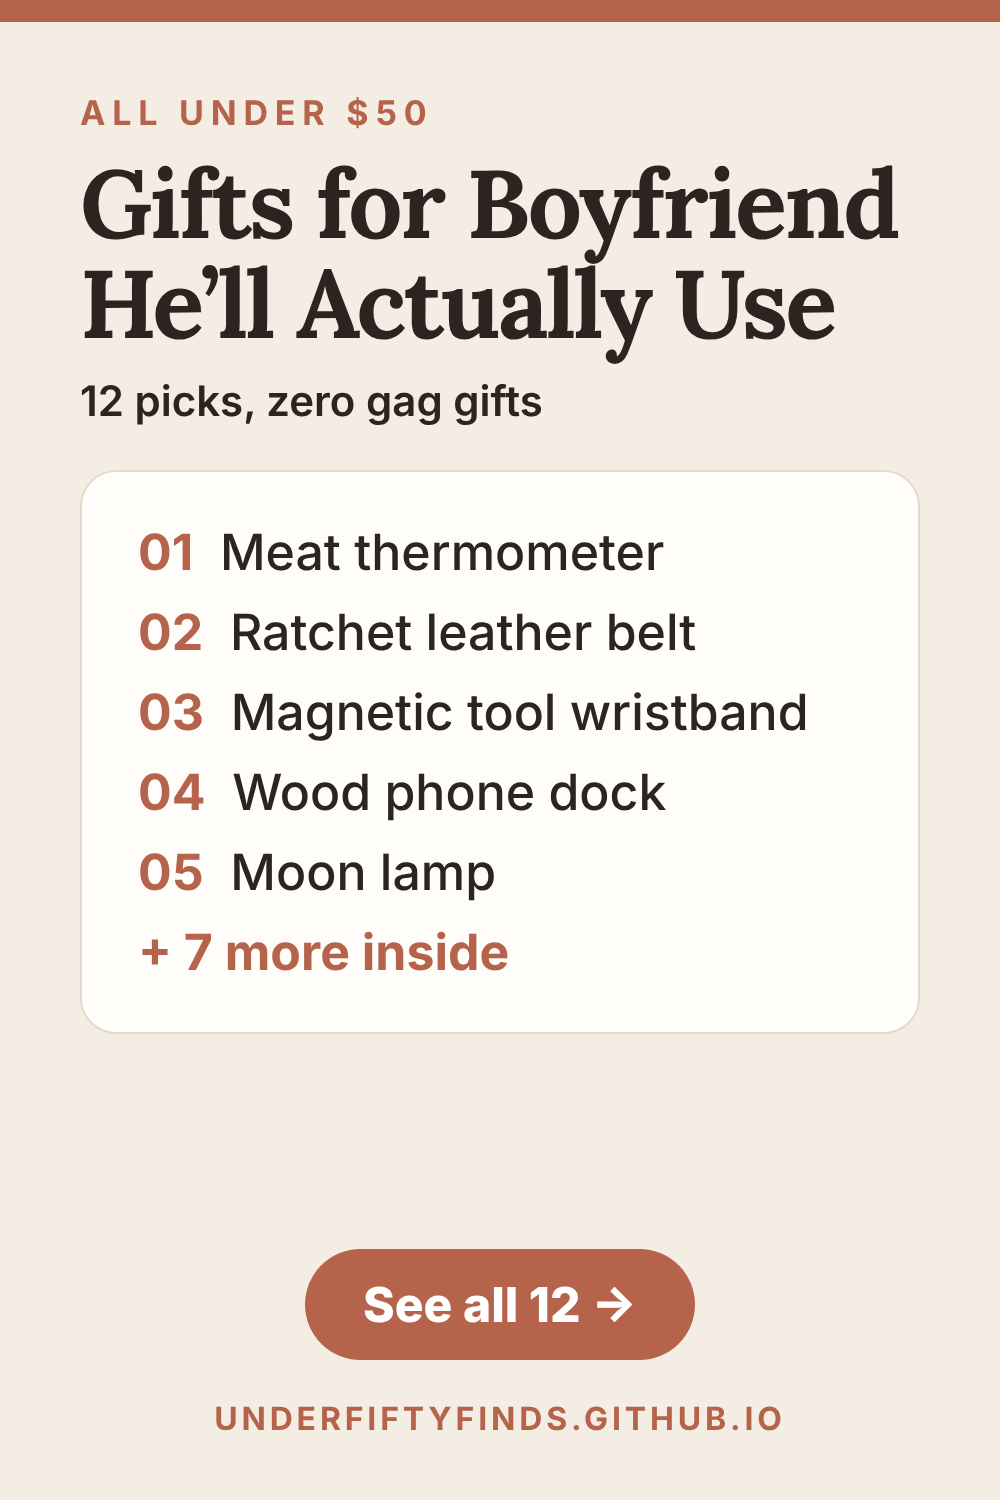 ALL UNDER $50
Gifts for Boyfriend
He’ll Actually Use
12 picks, zero gag gifts
01 Meat thermometer
02 Ratchet leather belt
03 Magnetic tool wristband
04 Wood phone dock
05 Moon lamp
+ 7 more inside
See all 12 →
UNDERFIFTYFINDS.GITHUB.IO